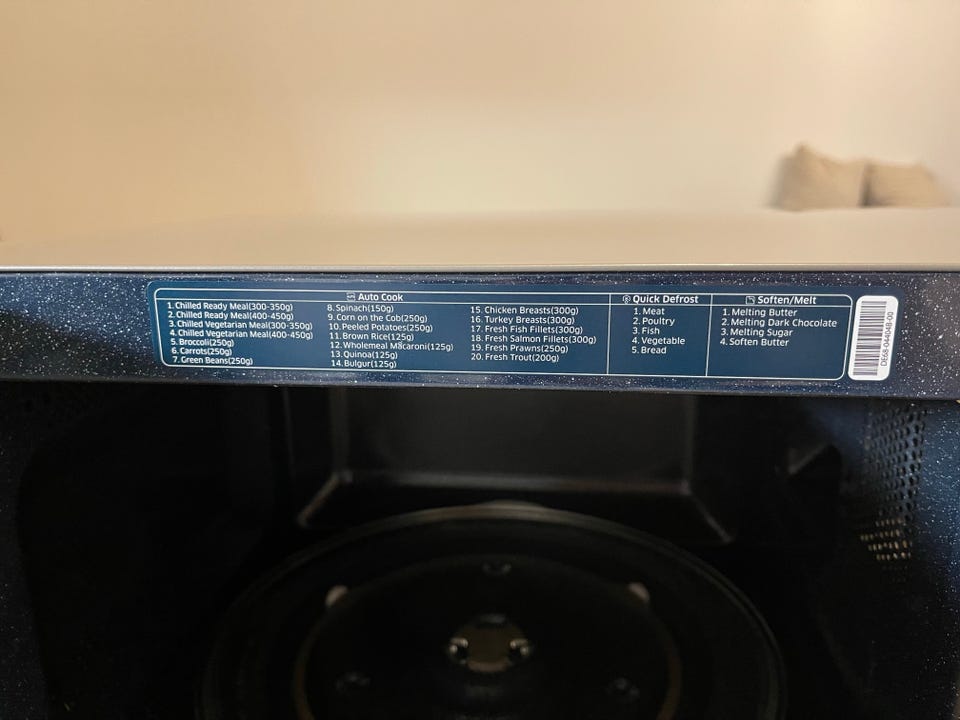 Auto Cook
1. Chilled Ready Meal(300-350g)
2. Chilled Ready Meal(400-450g)
3. Chilled Vegetarian Meal(300-350g)
4. Chilled Vegetarian Meal(400-450g)
5. Broccoli(250g)
6. Carrots(250g)
7. Green Beans(250g)
8. Spinach(150g)
9. Corn on the Cob(250g)
10. Peeled Potatoes(250g)
11. Brown Rice(125g)
12. Wholemeal Macaroni(125g)
13. Quinoa(125g)
14. Bulgur(125g)
15. Chicken Breasts(300g)
16. Turkey Breasts(300g)
17. Fresh Fish Fillets(300g)
18. Fresh Salmon Fillets(300g)
19. Fresh Prawns(250g)
20. Fresh Trout(200g)
Quick Defrost
1. Meat
2. Poultry
3. Fish
4. Vegetable
5. Bread
Soften/Melt
1. Melting Butter
2. Melting Dark Chocolate
3. Melting Sugar
4. Soften Butter
DE68-04404B-00